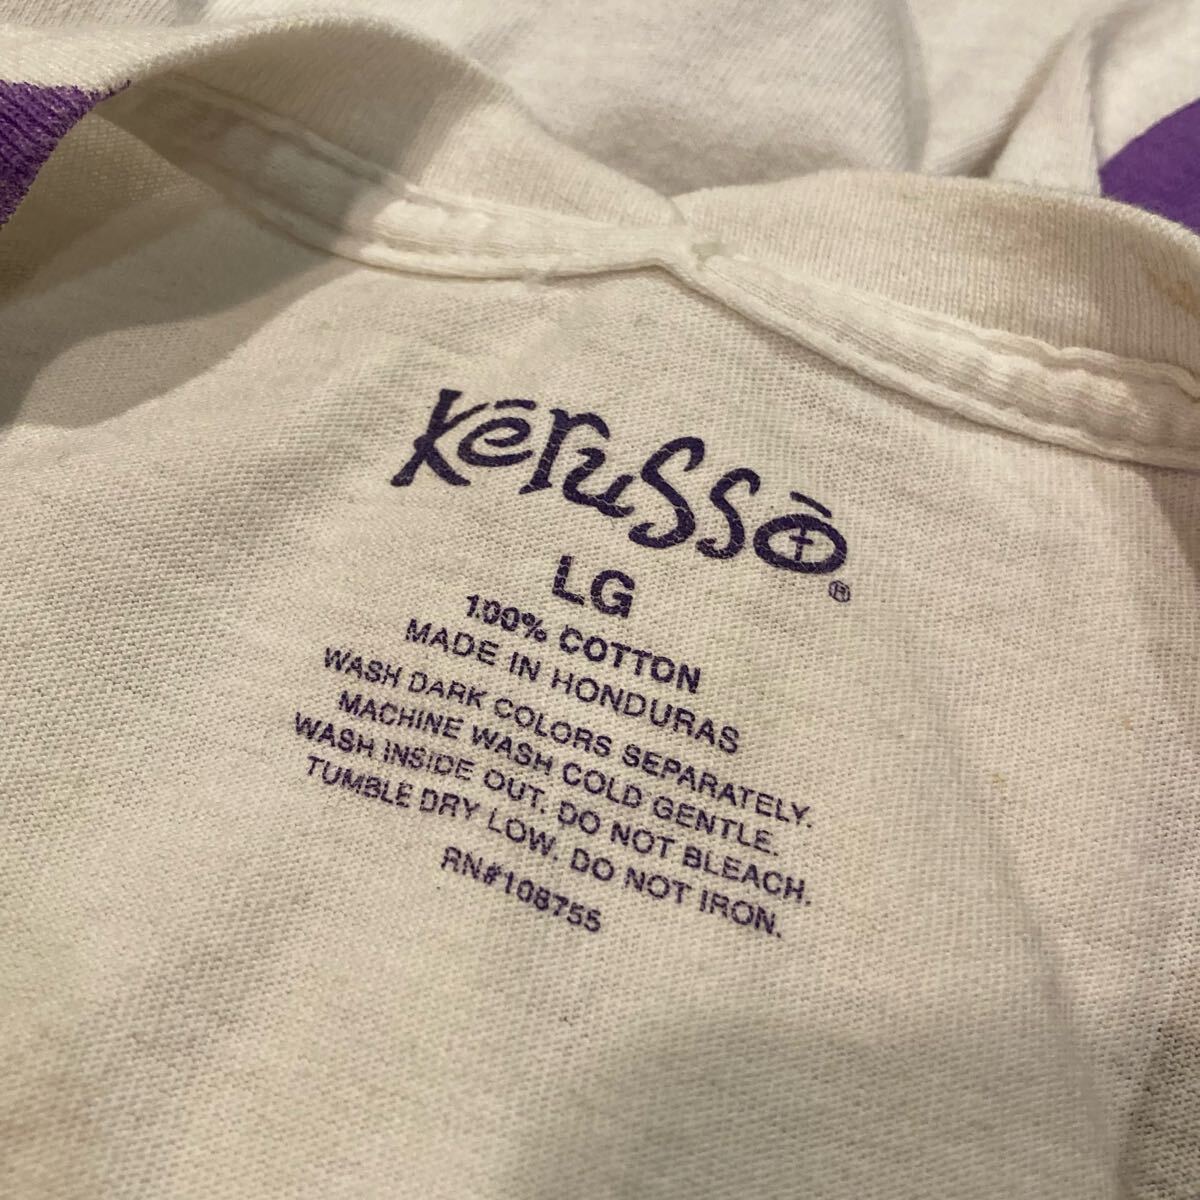 Kērussō®
LG
100% COTTON
MADE IN HONDURAS
WASH DARK COLORS SEPARATELY.
MACHINE WASH COLD GENTLE.
WASH INSIDE OUT. DO NOT BLEACH.
TUMBLE DRY LOW. DO NOT IRON.
RN#108755